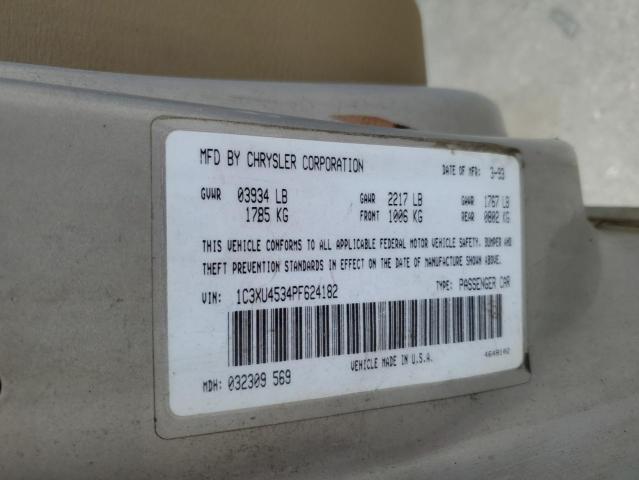 MFD BY CHRYSLER CORPORATION DATE OF MFR: 3-93
GVWR 03934 LB GAWR 2217 LB GAWR 1767 LB
1785 KG FRONT 1006 KG REAR 0802 KG
THIS VEHICLE CONFORMS TO ALL APPLICABLE FEDERAL MOTOR VEHICLE SAFETY, BUMPER AND
THEFT PREVENTION STANDARDS IN EFFECT ON THE DATE OF MANUFACTURE SHOWN ABOVE.
VIN: 1C3XU4534PF624182 TYPE: PASSENGER CAR
VEHICLE MADE IN U.S.A. 4648102
MDH: 032309 569